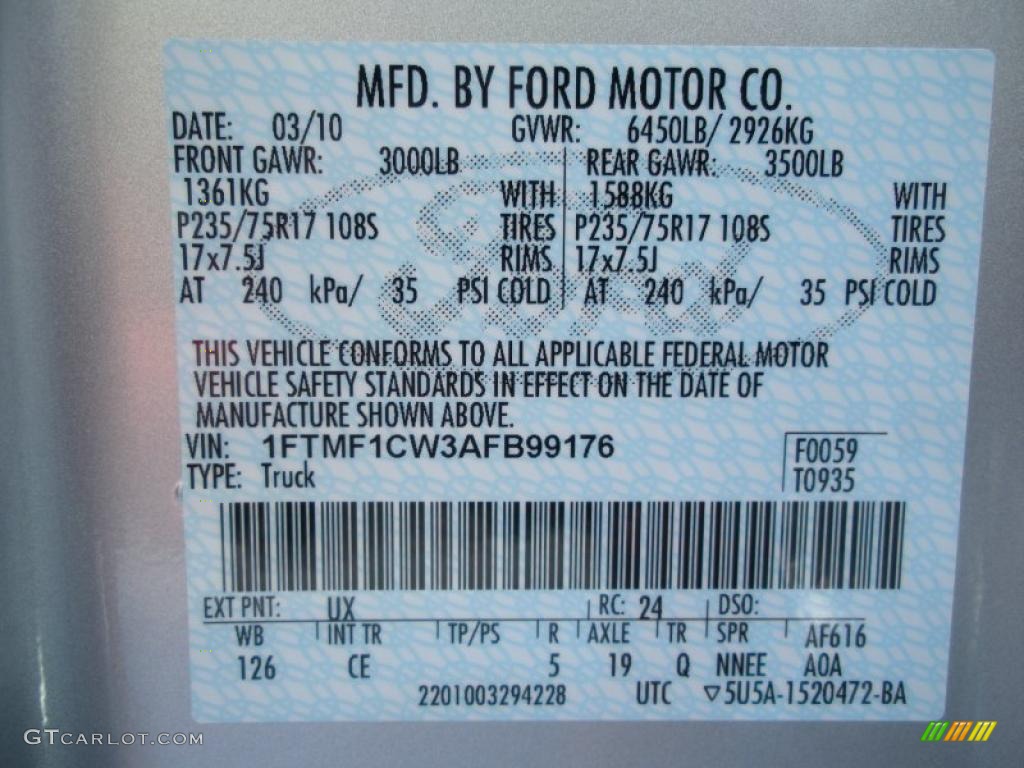 MFD. BY FORD MOTOR CO.
DATE: 03/10 GVWR: 6450LB/ 2926KG
FRONT GAWR: 3000LB REAR GAWR: 3500LB
1361KG WITH 1588KG WITH
P235/75R17 108S TIRES P235/75R17 108S TIRES
17x7.5J RIMS 17x7.5J RIMS
AT 240 kPa/ 35 PSI COLD AT 240 kPa/ 35 PSI COLD
THIS VEHICLE CONFORMS TO ALL APPLICABLE FEDERAL MOTOR
VEHICLE SAFETY STANDARDS IN EFFECT ON THE DATE OF
MANUFACTURE SHOWN ABOVE.
VIN: 1FTMF1CW3AFB99176 F0059
TYPE: Truck T0935
EXT PNT: UX RC: 24 DSO:
WB INT TR TP/PS R AXLE TR SPR AF616
126 CE 5 19 Q NNEE AOA
2201003294228 UTC ▽5U5A-1520472-BA
Ford
GTCARLOT.COM